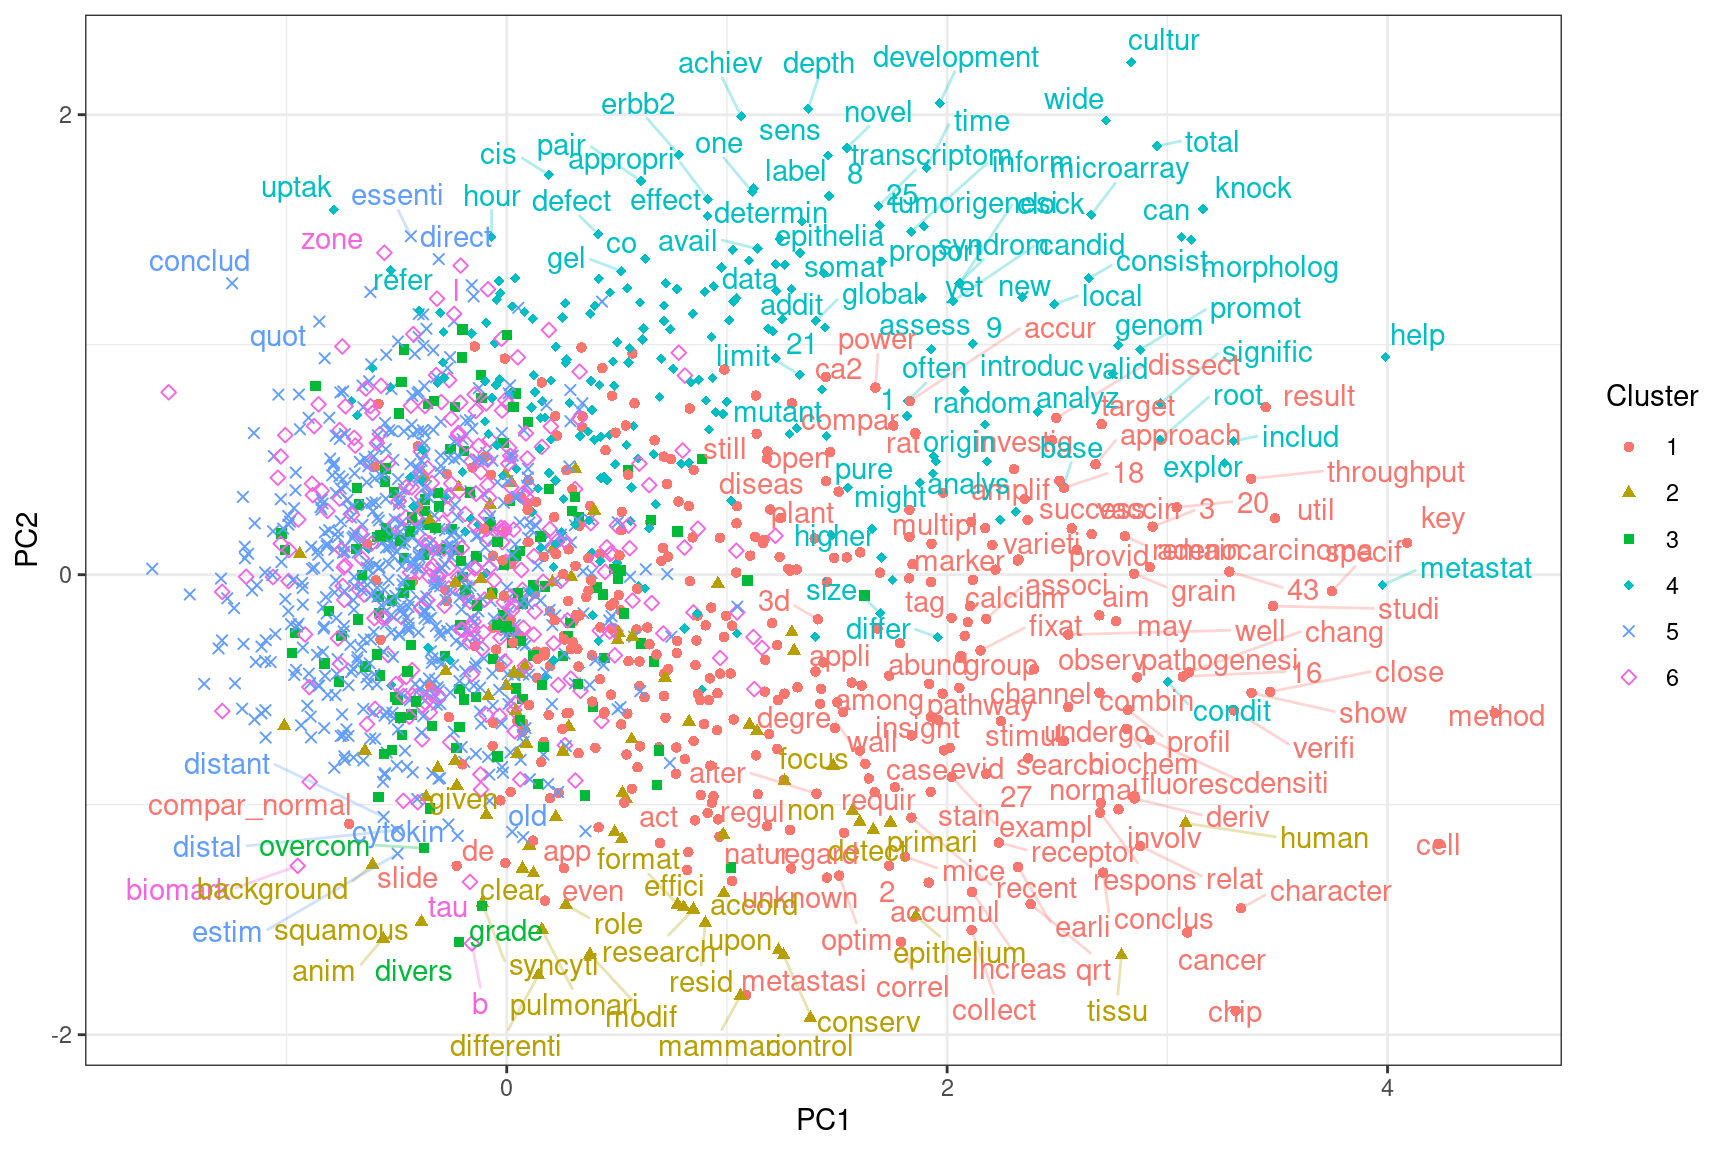 cultur
achiev depth development
erbb2 novel wide
sens time
pair one total
cis appropri transcriptom inform
label 8 microarray
uptak essenti hour effect 25 knock
defect tumorigenesi clock can
determin
zone direct co avail epithelia
proport syndrom candid
conclud gel consist morpholog
refer data somat
l addit global yet new local
promot
quot 21 assess 9 accur genom help
power
limit ca2 often introduc valid dissect signific
1 random analyz root result
mutant compar target
still rat origin investig base approach includ
open pure explor 18 throughput
diseas might analys amplif
plant multipl success vaccin 3 20 util key
higher marker varieti provid adenocarcinoma specif
metastat
3d size tag calcium associ aim grain 43 studi
differ fixat may well chang
appli abund group observ pathogenesi 16 close
among pathway channel combin condit show method
degre insight stimul undergo profil verifi
wall
distant alter focus case evid search biochem
27 normal fluoresc densiti
compar_normal given old act regul non requir stain exampl deriv
cytokin
distal overcom de app format natur regard detect primari receptor involv human cell
biomark background slide clear even effici unknown 2 mice recent respons relat character
tau accord accumul
estim squamous grade role upon optim earli conclus
research epithelium
anim divers syncyti resid metastasi correl increas qrt cancer
b pulmonari modif conserv collect tissu chip
differenti mammari control
2
0
-2
0 2 4
PC1
PC2
Cluster
1
2
3
4
5
6